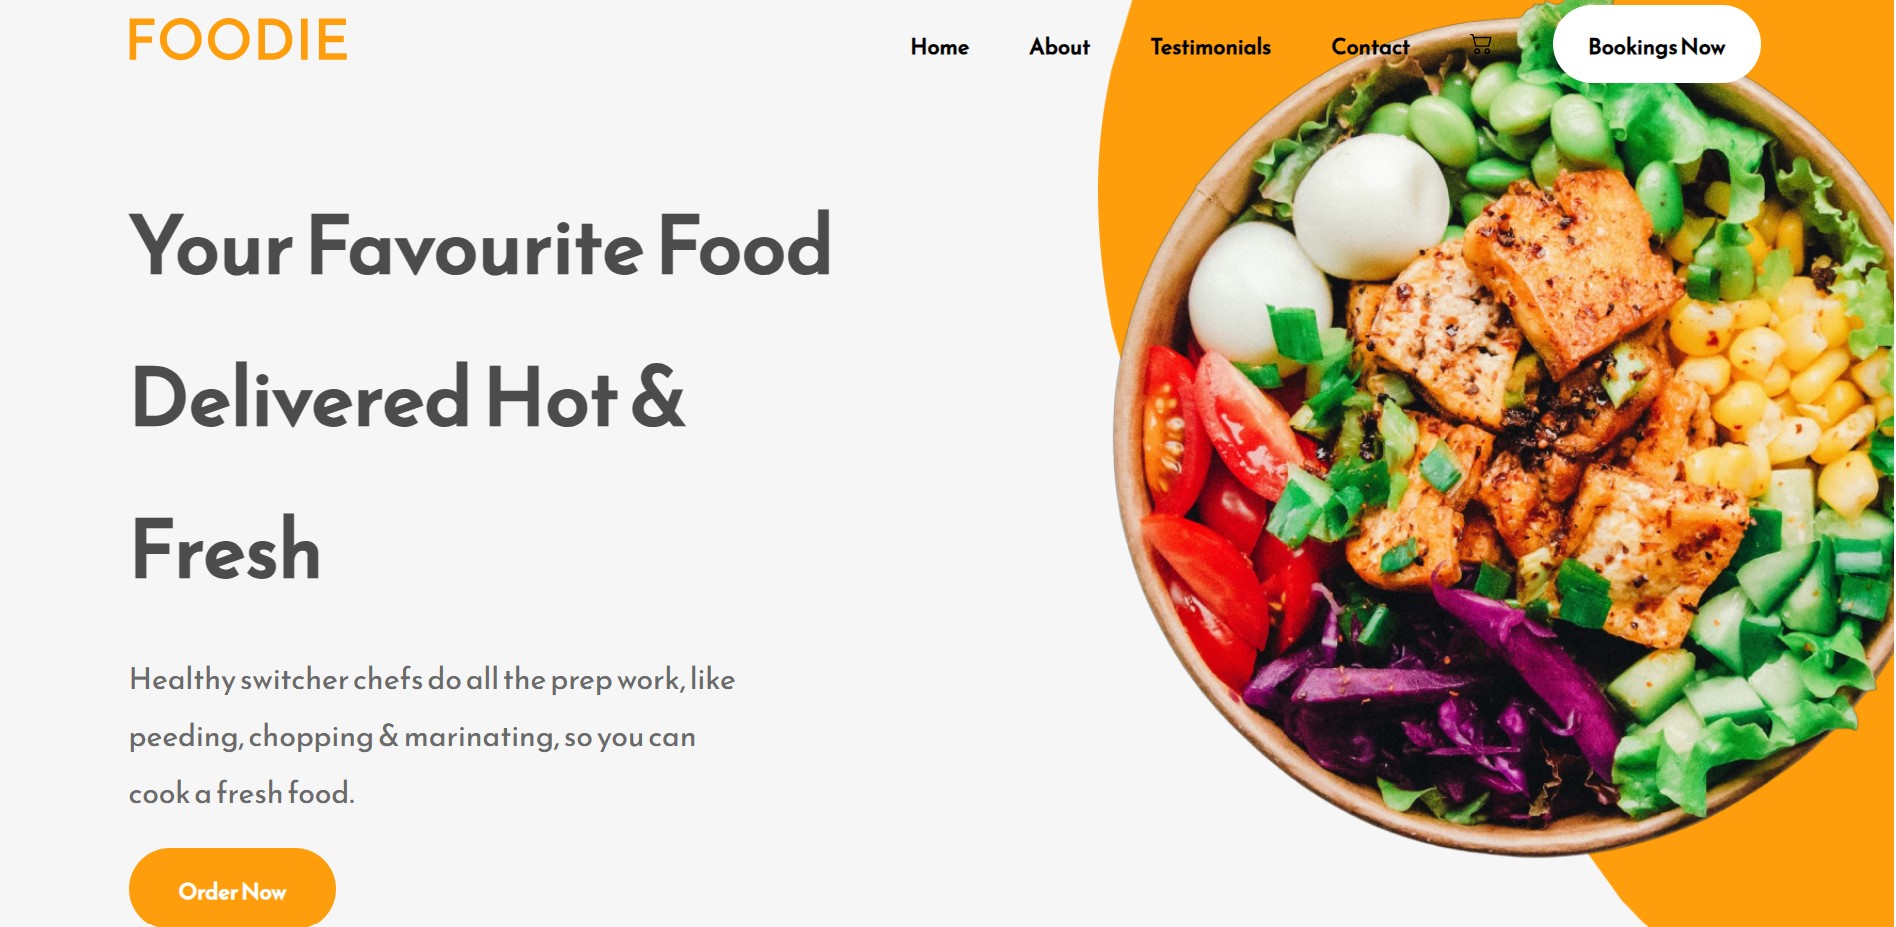 FOODIE
Home About Testimonials Contact Bookings Now
Your Favourite Food
Delivered Hot &
Fresh
Healthy switcher chefs do all the prep work, like
peeding, chopping & marinating, so you can
cook a fresh food.
Order Now